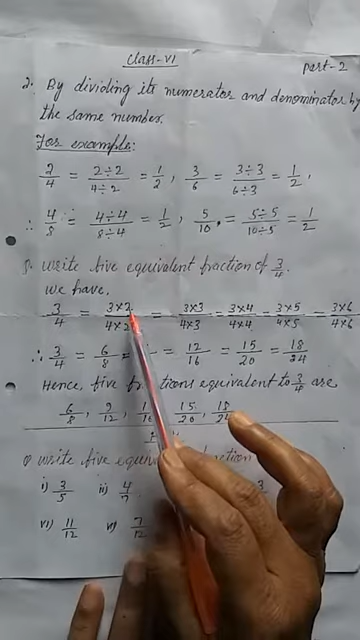 Class-VI
part-2
2. By dividing its numerator and denominator by
the same number.
For example:
2/4 = 2÷2/4÷2 = 1/2, 3/6 = 3÷3/6÷3 = 1/2,
∴ 4/8 = 4÷4/8÷4 = 1/2, 5/10 = 5÷5/10÷5 = 1/2
Q. Write five equivalent fraction of 3/4.
We have,
3/4 = 3×2/4×2 = 3×3/4×3 = 3×4/4×4 = 3×5/4×5 = 3×6/4×6
∴ 3/4 = 6/8 = = 12/16 = 15/20 = 18/24
Hence, five fractions equivalent to 3/4 are
6/8, 9/12, 15/20, 18/24
Q Write five fraction
i) 3/5 ii) 4/7 3
vi) 11/12 v) 7/12